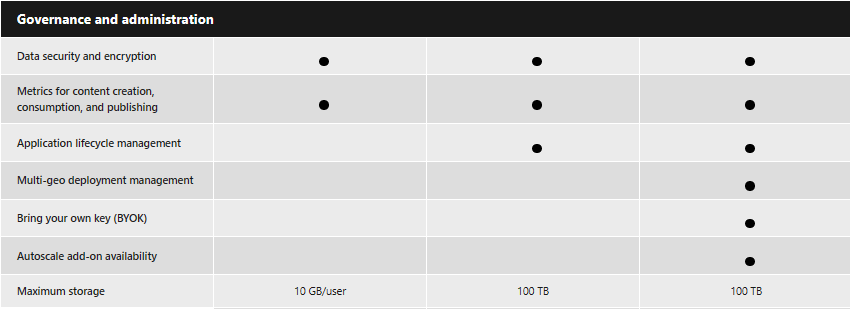 Governance and administration
Data security and encryption
● ● ●
Metrics for content creation,
consumption, and publishing
● ● ●
Application lifecycle management
● ●
Multi-geo deployment management
●
Bring your own key (BYOK)
●
Autoscale add-on availability
●
Maximum storage 10 GB/user 100 TB 100 TB